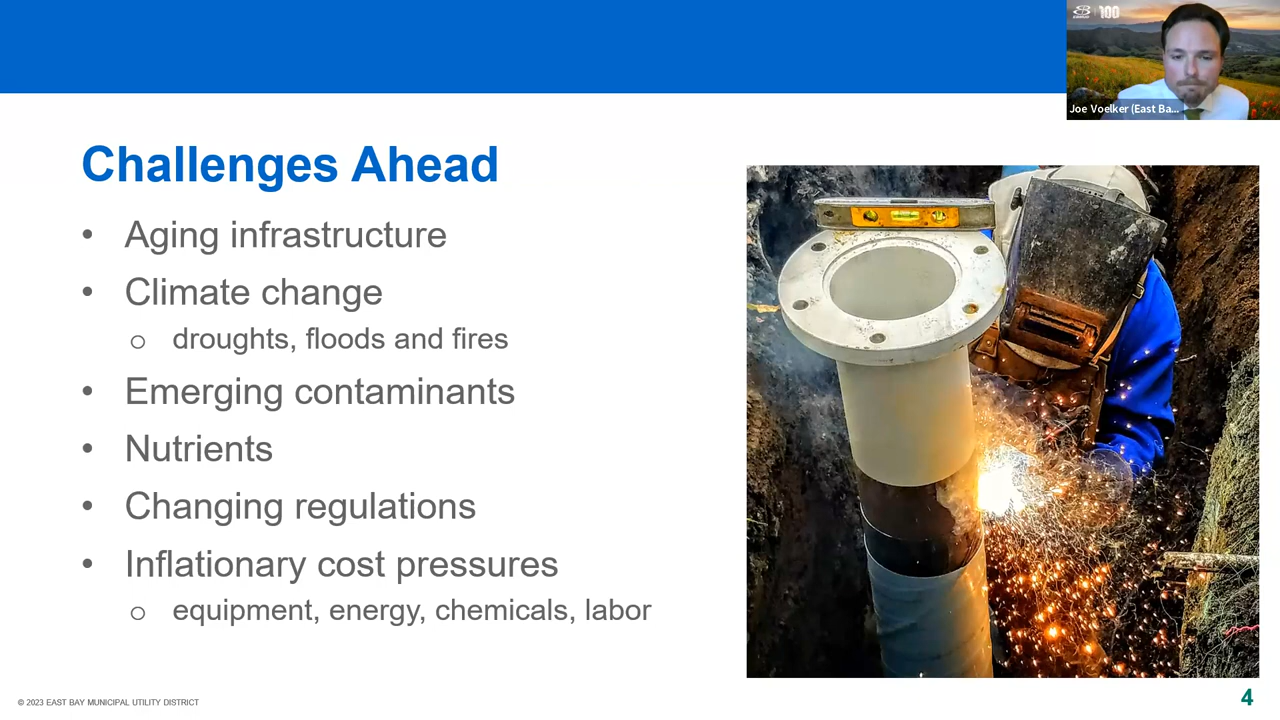 100
Joe Voelker (East Ba...
Challenges Ahead
• Aging infrastructure
• Climate change
o droughts, floods and fires
• Emerging contaminants
• Nutrients
• Changing regulations
• Inflationary cost pressures
o equipment, energy, chemicals, labor
© 2023 EAST BAY MUNICIPAL UTILITY DISTRICT
4